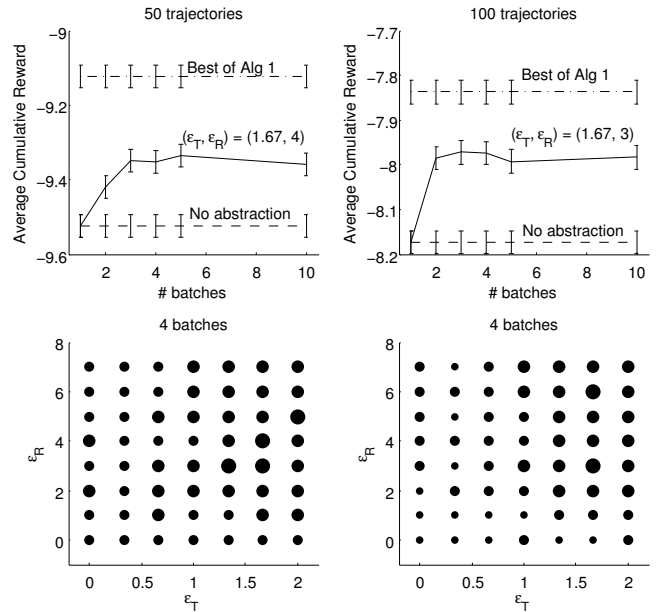 50 trajectories
−9
−9.2
−9.4
−9.6
Average Cumulative Reward
Best of Alg 1
(ε_T, ε_R) = (1.67, 4)
No abstraction
2 4 6 8 10
# batches
100 trajectories
−7.7
−7.8
−7.9
−8
−8.1
−8.2
Average Cumulative Reward
Best of Alg 1
(ε_T, ε_R) = (1.67, 3)
No abstraction
2 4 6 8 10
# batches
4 batches
8
6
4
2
0
ε_R
0 0.5 1 1.5 2
ε_T
4 batches
8
6
4
2
0
ε_R
0 0.5 1 1.5 2
ε_T